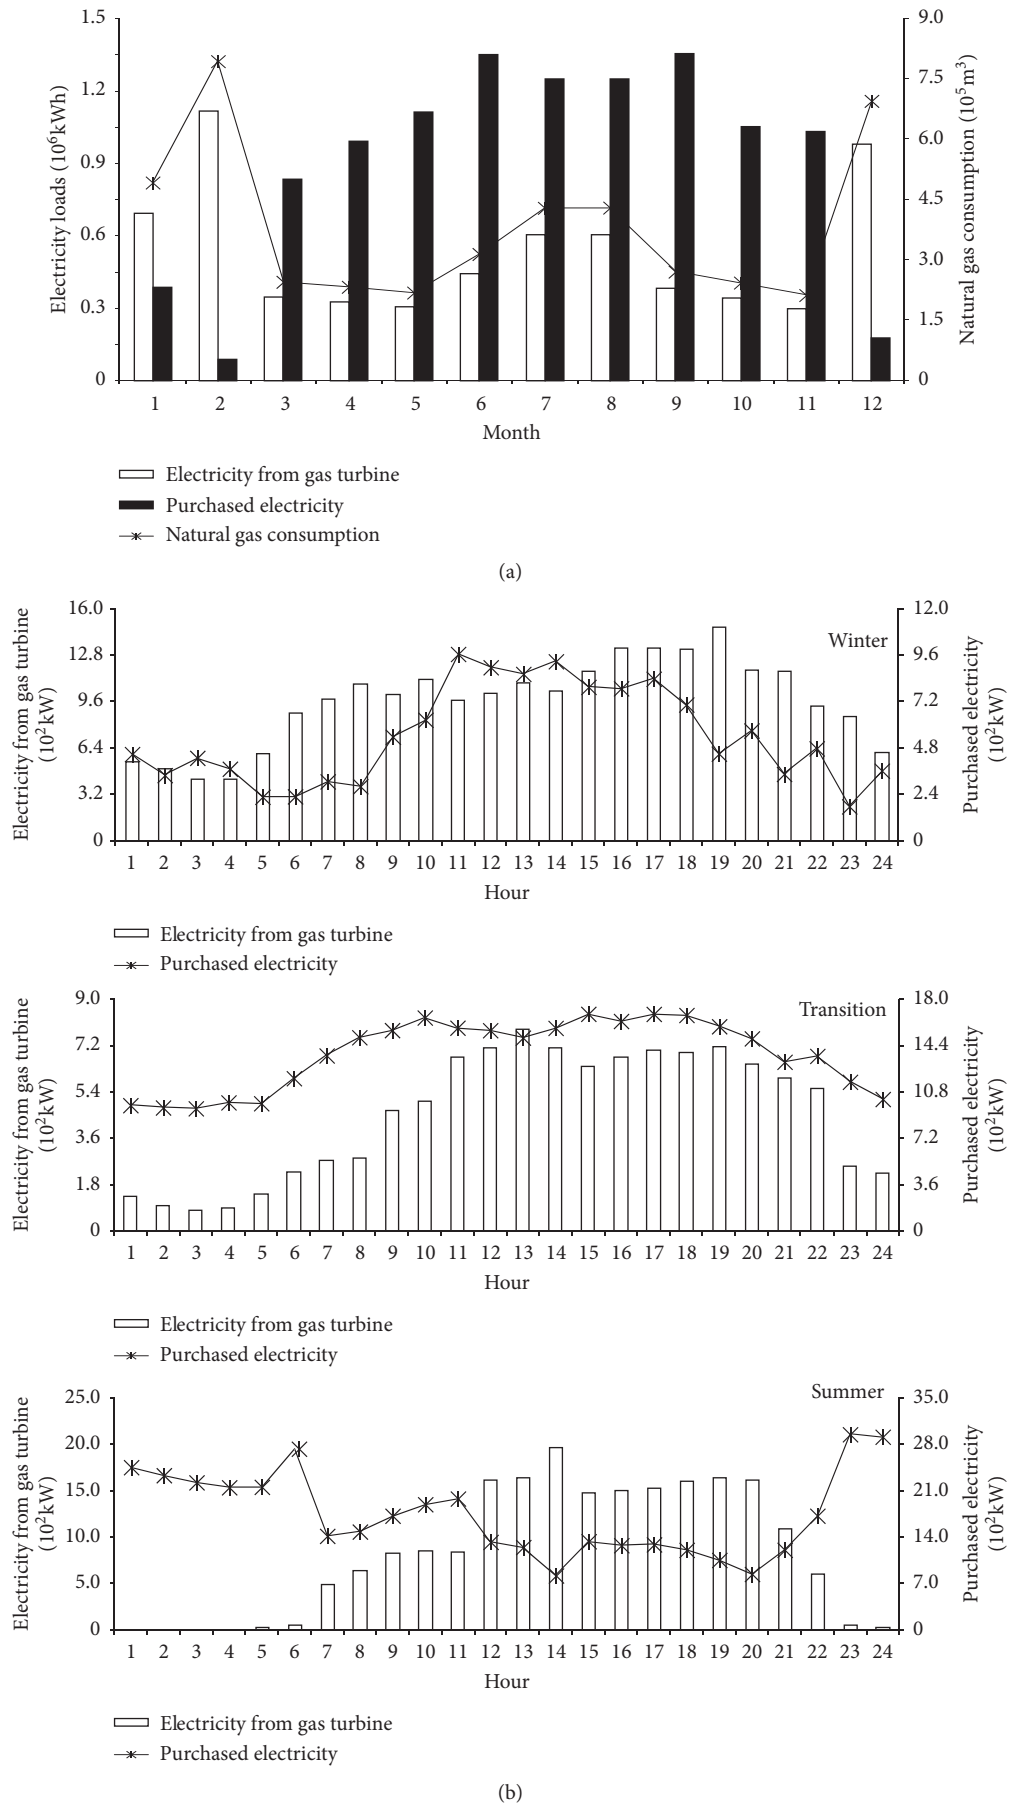 1.5
1.2
0.9
0.6
0.3
0
Electricity loads (10⁶kWh)
9.0
7.5
6.0
4.5
3.0
1.5
0
Natural gas consumption (10⁵m³)
1 2 3 4 5 6 7 8 9 10 11 12
Month
Electricity from gas turbine
Purchased electricity
Natural gas consumption
(a)
16.0
12.8
9.6
6.4
3.2
0
Electricity from gas turbine
(10²kW)
Winter
12.0
9.6
7.2
4.8
2.4
0
Purchased electricity
(10²kW)
1 2 3 4 5 6 7 8 9 10 11 12 13 14 15 16 17 18 19 20 21 22 23 24
Hour
Electricity from gas turbine
Purchased electricity
9.0
7.2
5.4
3.6
1.8
0
Electricity from gas turbine
(10²kW)
Transition
18.0
14.4
10.8
7.2
3.6
0
Purchased electricity
(10²kW)
1 2 3 4 5 6 7 8 9 10 11 12 13 14 15 16 17 18 19 20 21 22 23 24
Hour
Electricity from gas turbine
Purchased electricity
25.0
20.0
15.0
10.0
5.0
0
Electricity from gas turbine
(10²kW)
Summer
35.0
28.0
21.0
14.0
7.0
0
Purchased electricity
(10²kW)
1 2 3 4 5 6 7 8 9 10 11 12 13 14 15 16 17 18 19 20 21 22 23 24
Hour
Electricity from gas turbine
Purchased electricity
(b)